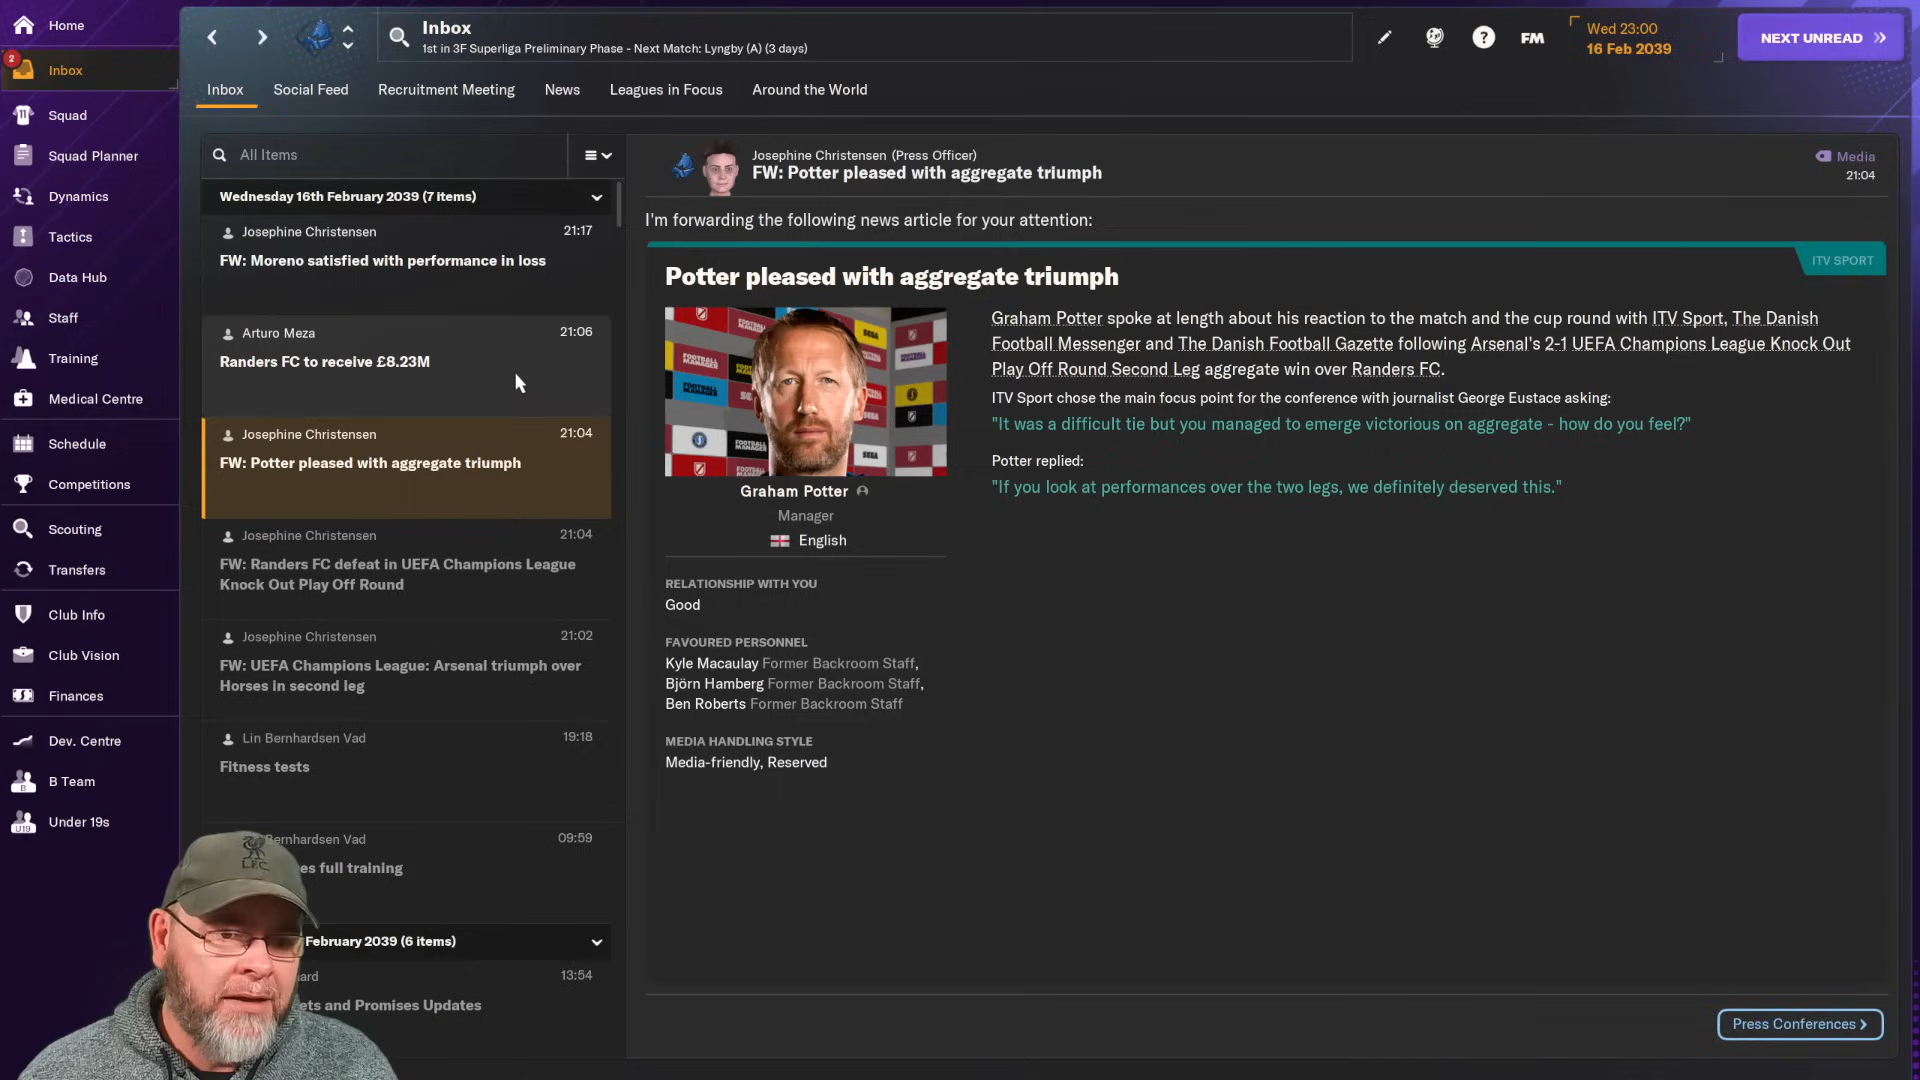 Home
2
Inbox
Squad
Squad Planner
Dynamics
Tactics
Data Hub
Staff
Training
Medical Centre
Schedule
Competitions
Scouting
Transfers
Club Info
Club Vision
Finances
Dev. Centre
B Team
Under 19s
Inbox
1st in 3F Superliga Preliminary Phase - Next Match: Lyngby (A) (3 days)
FM
Wed 23:00
16 Feb 2039
NEXT UNREAD
Inbox Social Feed Recruitment Meeting News Leagues in Focus Around the World
All Items
Wednesday 16th February 2039 (7 items)
Josephine Christensen 21:17
FW: Moreno satisfied with performance in loss
Arturo Meza 21:06
Randers FC to receive £8.23M
Josephine Christensen 21:04
FW: Potter pleased with aggregate triumph
Josephine Christensen 21:04
FW: Randers FC defeat in UEFA Champions League
Knock Out Play Off Round
Josephine Christensen 21:02
FW: UEFA Champions League: Arsenal triumph over
Horses in second leg
Lin Bernhardsen Vad 19:18
Fitness tests
Bernhardsen Vad 09:59
es full training
February 2039 (6 items)
ard 13:54
ets and Promises Updates
L.F.C.
Josephine Christensen (Press Officer)
FW: Potter pleased with aggregate triumph
Media
21:04
I'm forwarding the following news article for your attention:
ITV SPORT
Potter pleased with aggregate triumph
Graham Potter spoke at length about his reaction to the match and the cup round with ITV Sport, The Danish
Football Messenger and The Danish Football Gazette following Arsenal's 2-1 UEFA Champions League Knock Out
Play Off Round Second Leg aggregate win over Randers FC.
ITV Sport chose the main focus point for the conference with journalist George Eustace asking:
"It was a difficult tie but you managed to emerge victorious on aggregate - how do you feel?"
Potter replied:
"If you look at performances over the two legs, we definitely deserved this."
Graham Potter
Manager
English
RELATIONSHIP WITH YOU
Good
FAVOURED PERSONNEL
Kyle Macaulay Former Backroom Staff,
Björn Hamberg Former Backroom Staff,
Ben Roberts Former Backroom Staff
MEDIA HANDLING STYLE
Media-friendly, Reserved
Press Conferences